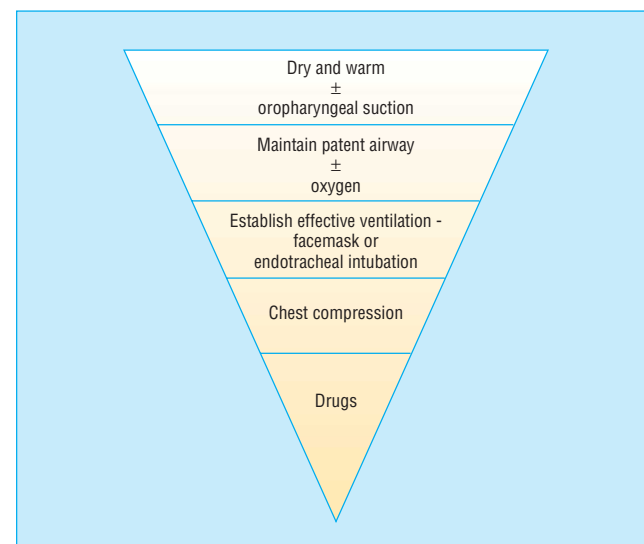 Dry and warm
±
oropharyngeal suction
Maintain patent airway
±
oxygen
Establish effective ventilation -
facemask or
endotracheal intubation
Chest compression
Drugs